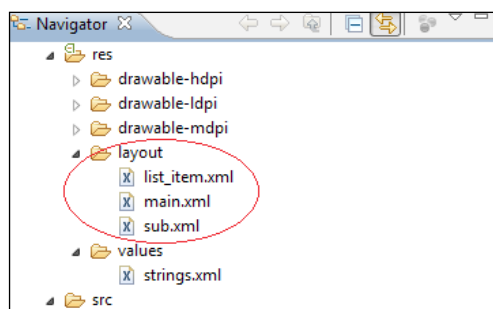 Navigator
res
drawable-hdpi
drawable-ldpi
drawable-mdpi
layout
list_item.xml
main.xml
sub.xml
values
strings.xml
src